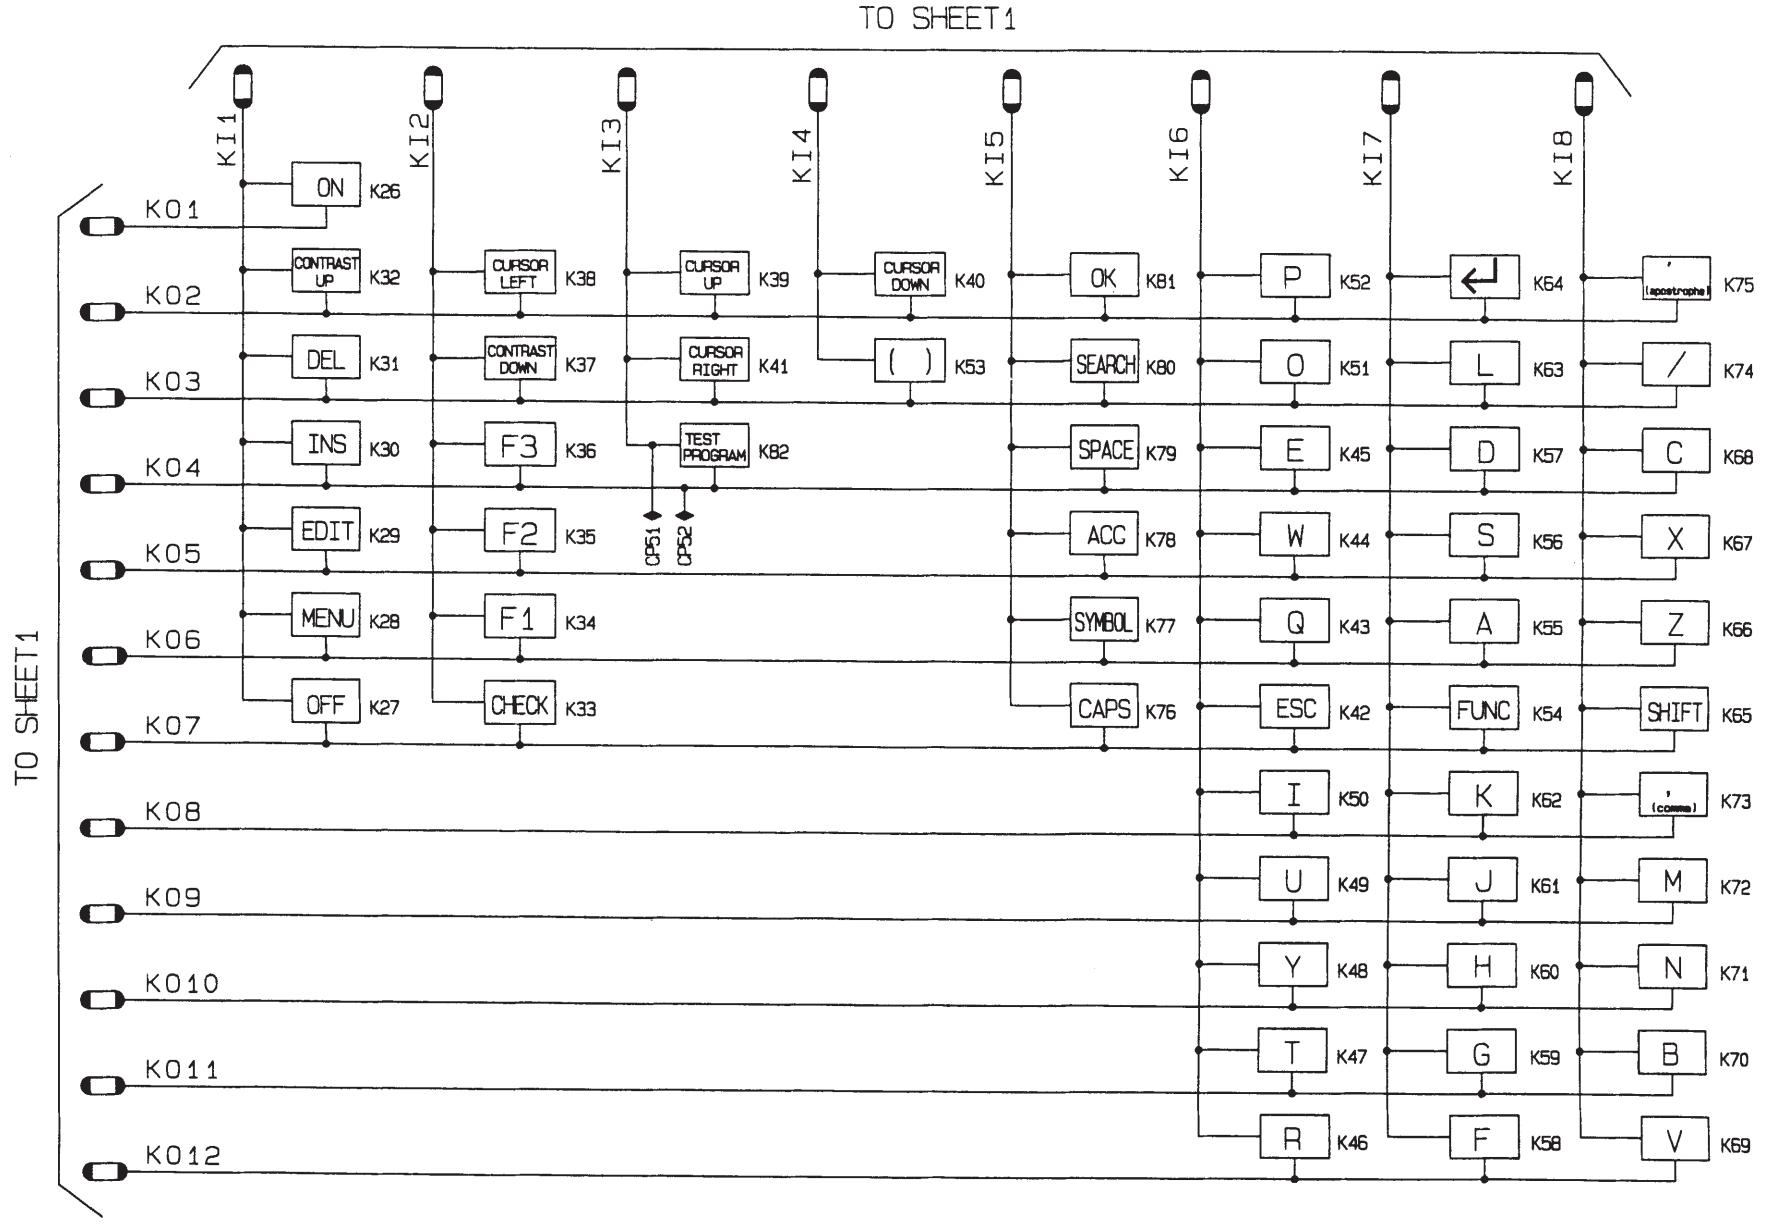 TO SHEET1
KI1
KI2
KI3
KI4
KI5
KI6
KI7
KI8
TO SHEET1
ON K26
KO1
CONTRAST UP K32
CURSOR LEFT K38
CURSOR UP K39
CURSOR DOWN K40
OK K81
P K52
↵ K64
' (apostrophe) K75
KO2
DEL K31
CONTRAST DOWN K37
CURSOR RIGHT K41
( ) K53
SEARCH K80
O K51
L K63
/ K74
KO3
INS K30
F3 K36
TEST PROGRAM K82
SPACE K79
E K45
D K57
C K68
KO4
CP51
CP52
EDIT K29
F2 K35
ACC K78
W K44
S K56
X K67
KO5
MENU K28
F1 K34
SYMBOL K77
Q K43
A K55
Z K66
KO6
OFF K27
CHECK K33
CAPS K76
ESC K42
FUNC K54
SHIFT K65
KO7
I K50
K K62
, (comma) K73
KO8
U K49
J K61
M K72
KO9
Y K48
H K60
N K71
KO10
T K47
G K59
B K70
KO11
R K46
F K58
V K69
KO12